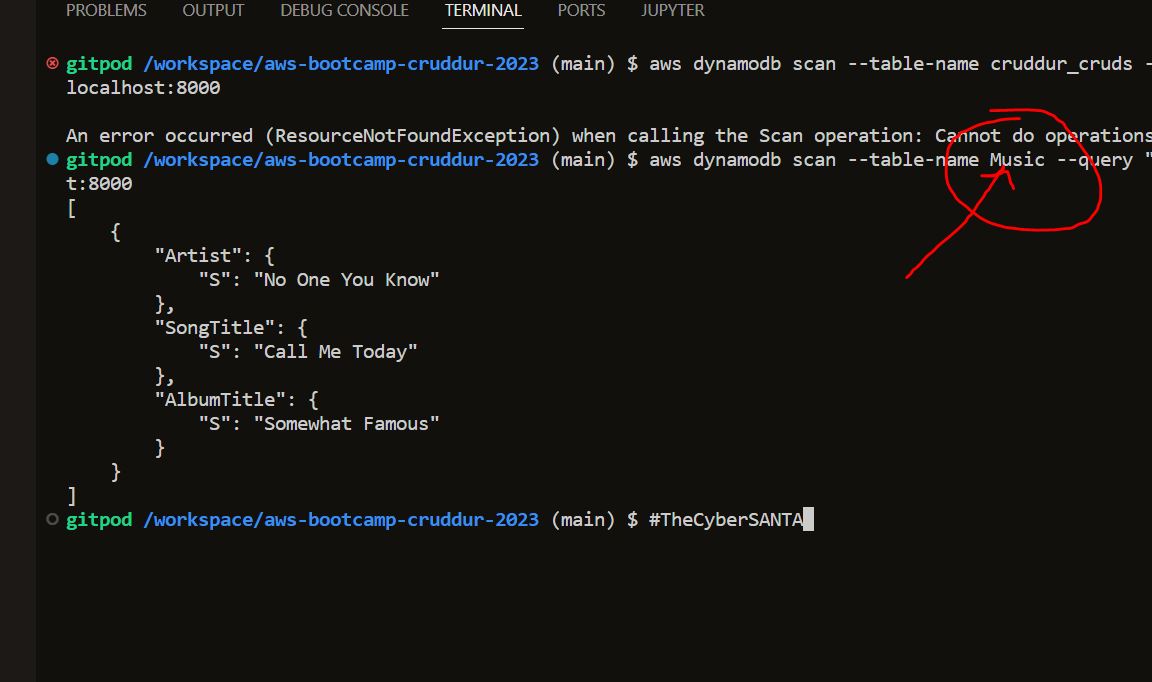 PROBLEMS OUTPUT DEBUG CONSOLE TERMINAL PORTS JUPYTER
gitpod /workspace/aws-bootcamp-cruddur-2023 (main) $ aws dynamodb scan --table-name cruddur_cruds -
localhost:8000
An error occurred (ResourceNotFoundException) when calling the Scan operation: Cannot do operations
gitpod /workspace/aws-bootcamp-cruddur-2023 (main) $ aws dynamodb scan --table-name Music --query "
t:8000
[
{
"Artist": {
"S": "No One You Know"
},
"SongTitle": {
"S": "Call Me Today"
},
"AlbumTitle": {
"S": "Somewhat Famous"
}
}
]
gitpod /workspace/aws-bootcamp-cruddur-2023 (main) $ #TheCyberSANTA